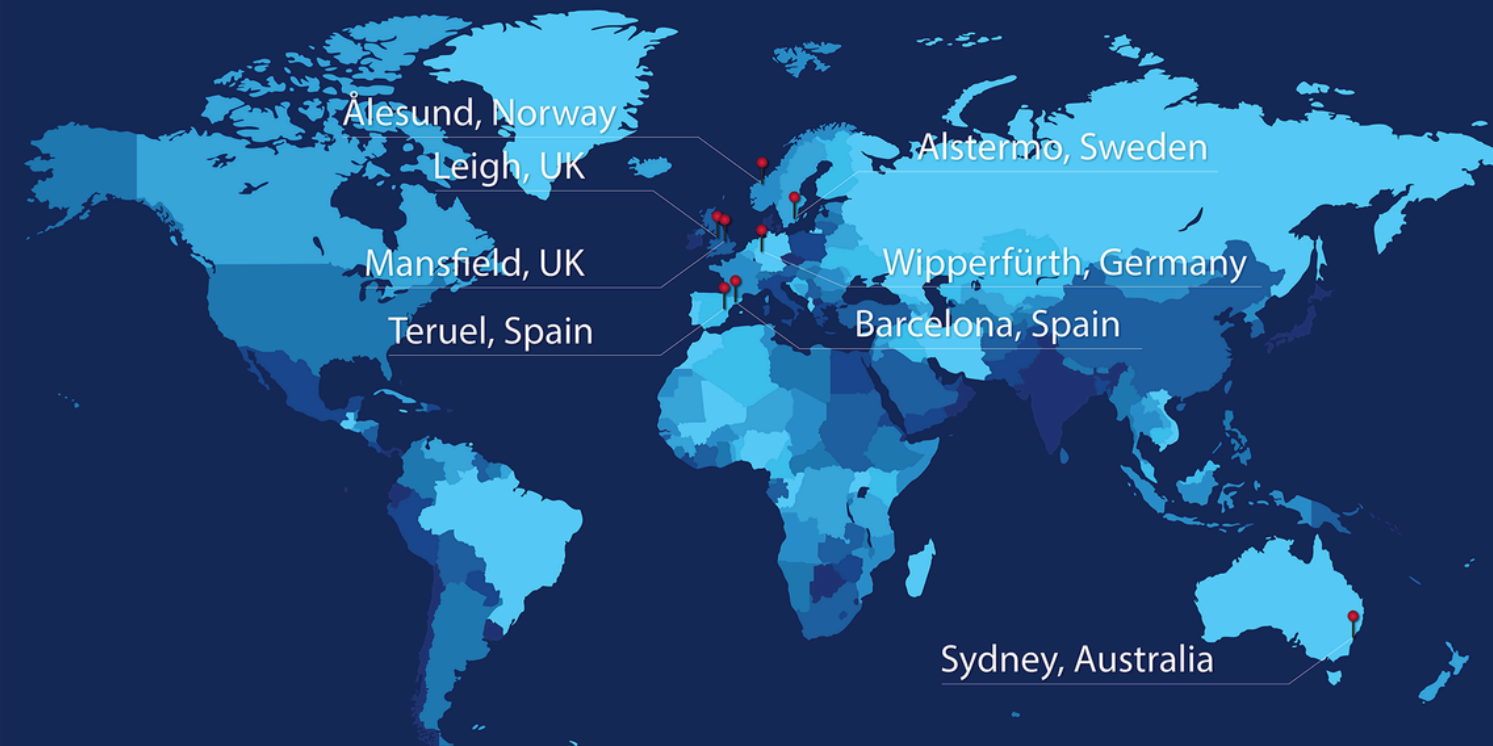 Ålesund, Norway
Alstermo, Sweden
Leigh, UK
Mansfield, UK
Wipperfürth, Germany
Teruel, Spain
Barcelona, Spain
Sydney, Australia